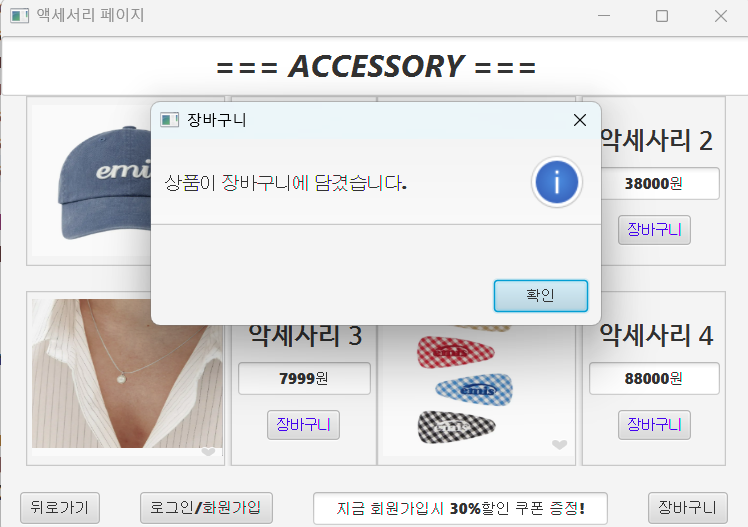 액세서리 페이지
=== ACCESSORY ===
장바구니
상품이 장바구니에 담겼습니다.
확인
악세사리 2
38000원
장바구니
악세사리 3
7999원
장바구니
악세사리 4
88000원
장바구니
뒤로가기
로그인/화원가입
지금 회원가입시 30%할인 쿠폰 증정!
장바구니